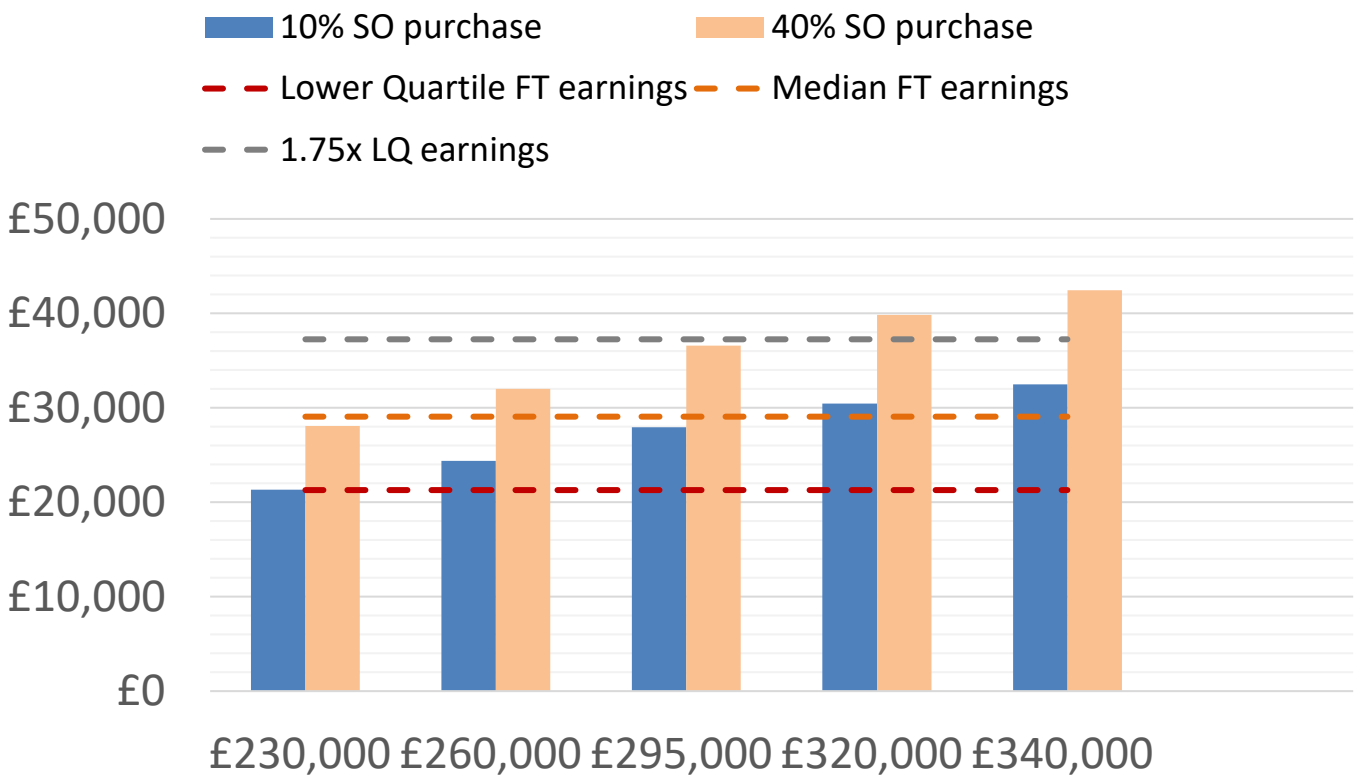 10% SO purchase 40% SO purchase
Lower Quartile FT earnings Median FT earnings
1.75x LQ earnings
£50,000
£40,000
£30,000
£20,000
£10,000
£0
£230,000 £260,000 £295,000 £320,000 £340,000